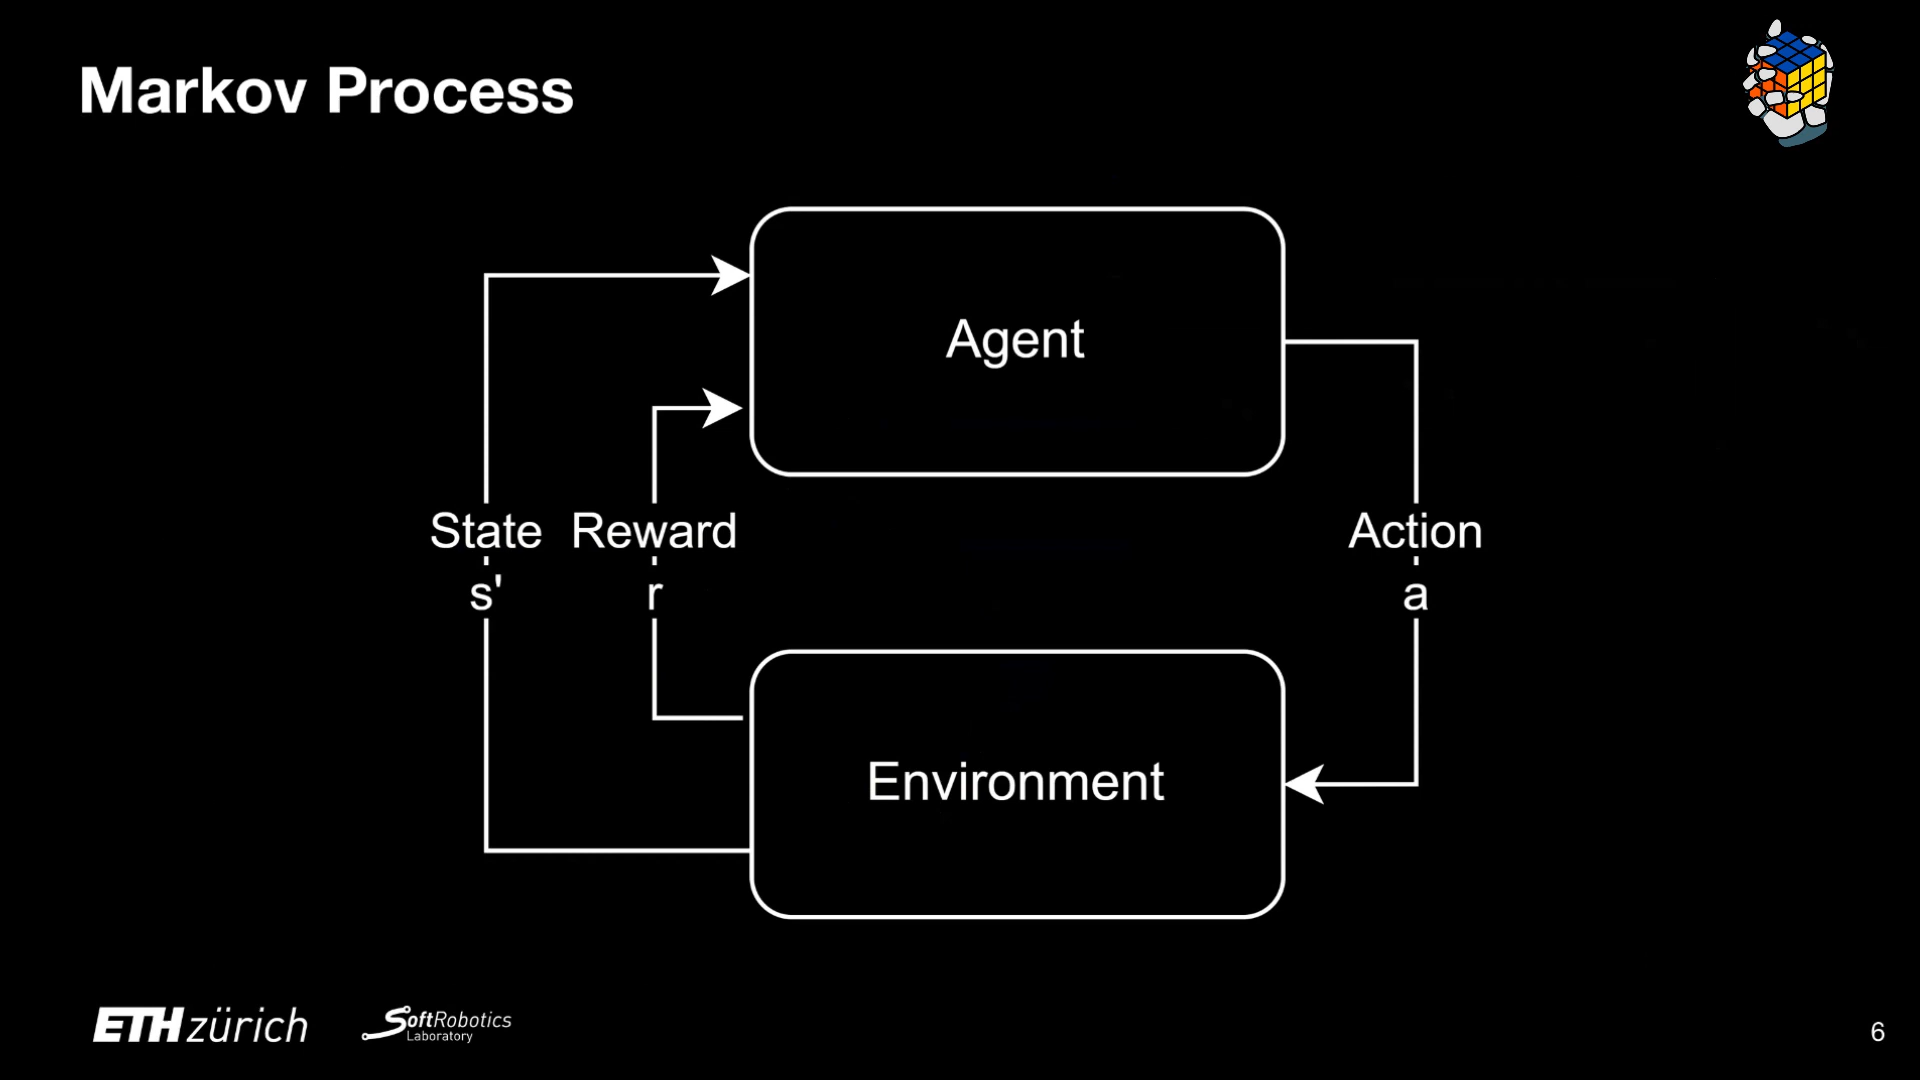 Markov Process
Agent
State
Reward
Action
s'
r
a
Environment
ETH zürich
SoftRobotics
Laboratory
6